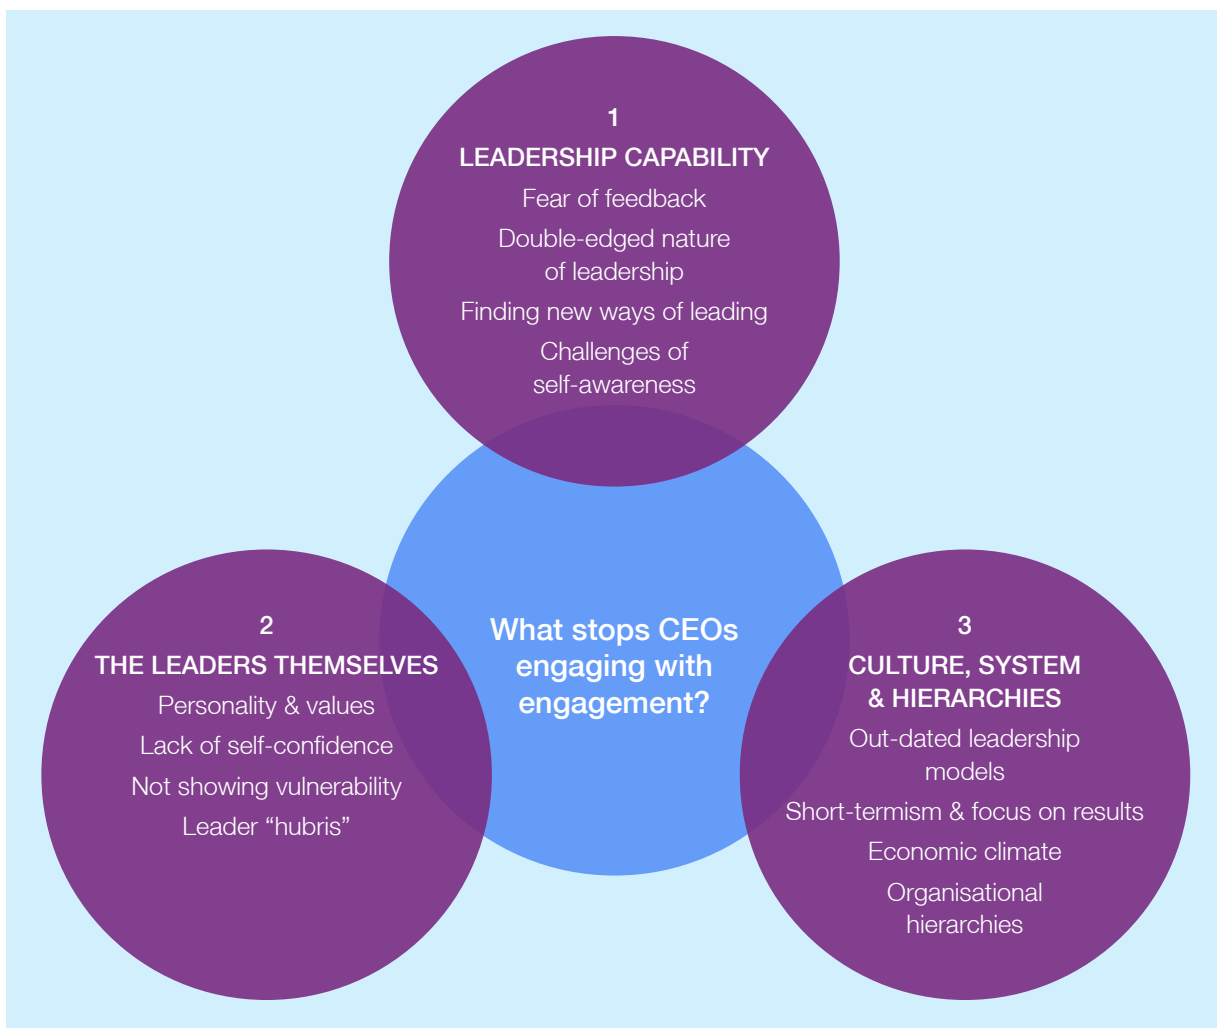 1
LEADERSHIP CAPABILITY
Fear of feedback
Double-edged nature
of leadership
Finding new ways of leading
Challenges of
self-awareness
What stops CEOs
engaging with
engagement?
2
THE LEADERS THEMSELVES
Personality & values
Lack of self-confidence
Not showing vulnerability
Leader “hubris”
3
CULTURE, SYSTEM
& HIERARCHIES
Out-dated leadership
models
Short-termism & focus on results
Economic climate
Organisational
hierarchies